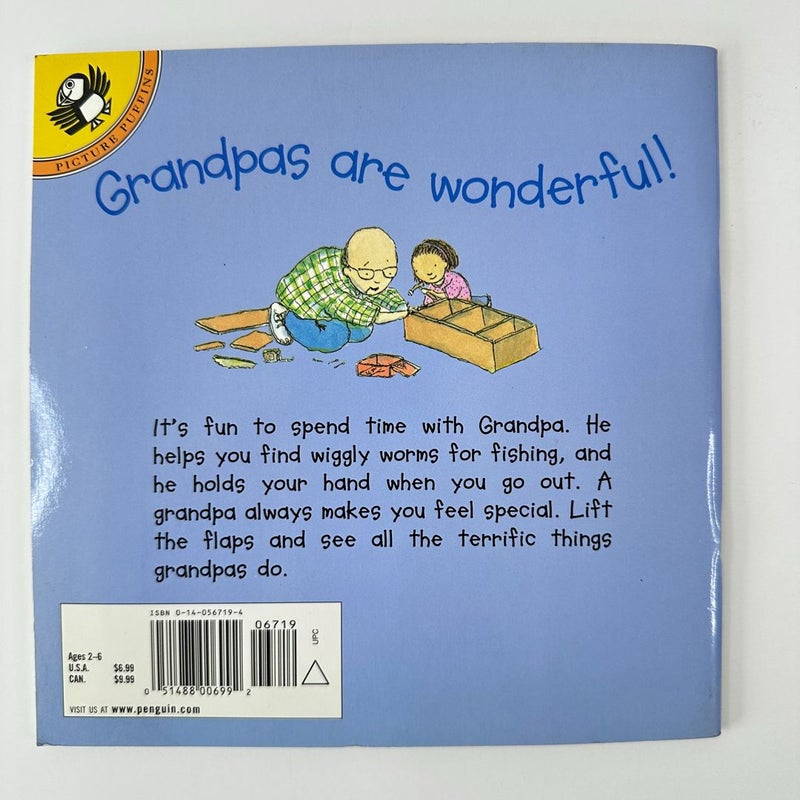 PICTURE PUFFINS
Grandpas are wonderful!
It's fun to spend time with Grandpa. He
helps you find wiggly worms for fishing, and
he holds your hand when you go out. A
grandpa always makes you feel special. Lift
the flaps and see all the terrific things
grandpas do.
ISBN 0-14-056719-4
06719
UPC
Ages 2-6
U.S.A. $6.99
CAN. $9.99
0 51488 00699 2
VISIT US AT www.penguin.com